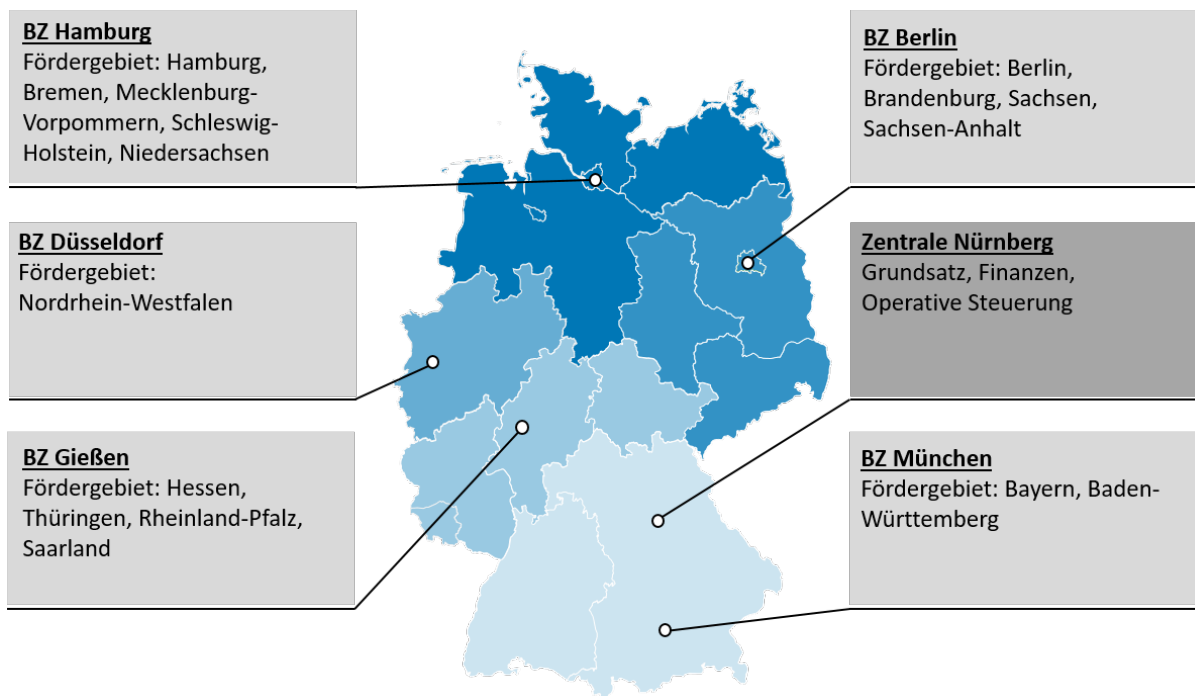 BZ Hamburg
Fördergebiet: Hamburg,
Bremen, Mecklenburg-
Vorpommern, Schleswig-
Holstein, Niedersachsen
BZ Düsseldorf
Fördergebiet:
Nordrhein-Westfalen
BZ Gießen
Fördergebiet: Hessen,
Thüringen, Rheinland-Pfalz,
Saarland
BZ Berlin
Fördergebiet: Berlin,
Brandenburg, Sachsen,
Sachsen-Anhalt
Zentrale Nürnberg
Grundsatz, Finanzen,
Operative Steuerung
BZ München
Fördergebiet: Bayern, Baden-
Württemberg